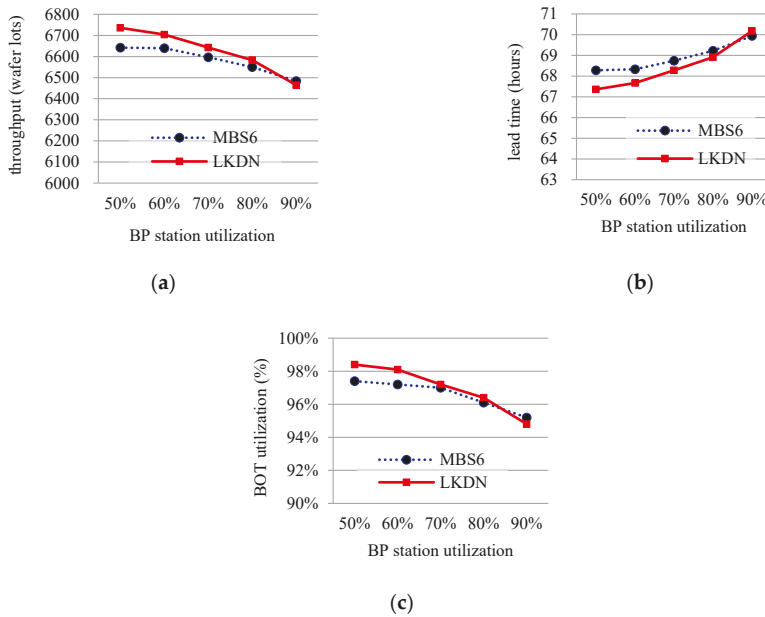 throughput (wafer lots)
6800
6700
6600
6500
6400
6300
6200
6100
6000
MBS6
LKDN
50% 60% 70% 80% 90%
BP station utilization
(a)
lead time (hours)
71
70
69
68
67
66
65
64
63
MBS6
LKDN
50% 60% 70% 80% 90%
BP station utilization
(b)
BOT utilization (%)
100%
98%
96%
94%
92%
90%
MBS6
LKDN
50% 60% 70% 80% 90%
BP station utilization
(c)